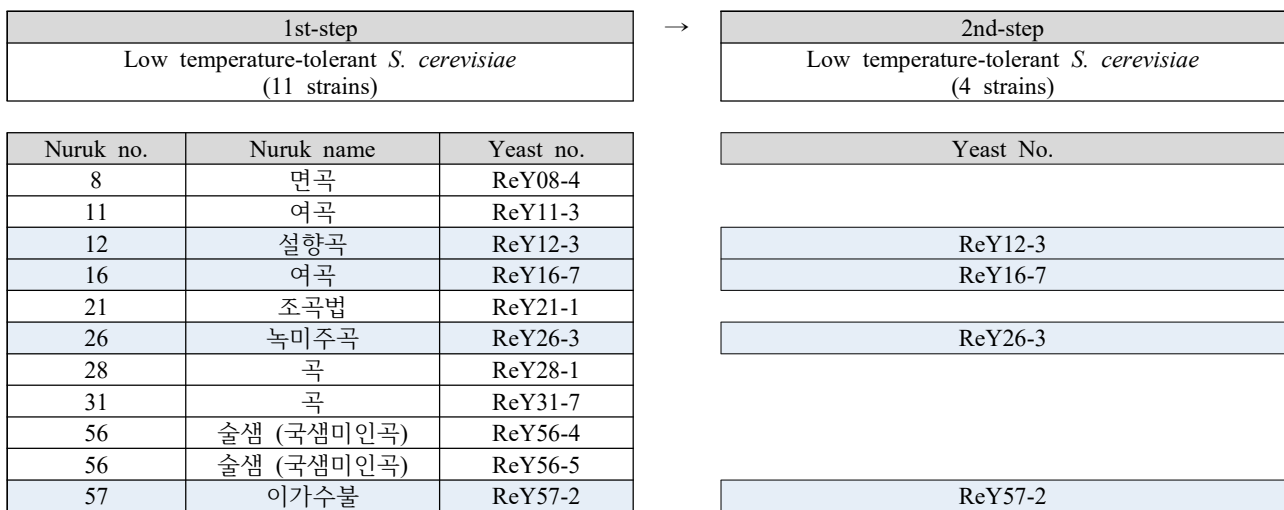 1st-step → 2nd-step
Low temperature-tolerant S. cerevisiae Low temperature-tolerant S. cerevisiae
(11 strains) (4 strains)
Nuruk no. Nuruk name Yeast no. Yeast No.
8 면곡 ReY08-4
11 여곡 ReY11-3
12 설향곡 ReY12-3 ReY12-3
16 여곡 ReY16-7 ReY16-7
21 조곡법 ReY21-1
26 녹미주곡 ReY26-3 ReY26-3
28 곡 ReY28-1
31 곡 ReY31-7
56 술샘 (국샘미인곡) ReY56-4
56 술샘 (국샘미인곡) ReY56-5
57 이가수불 ReY57-2 ReY57-2